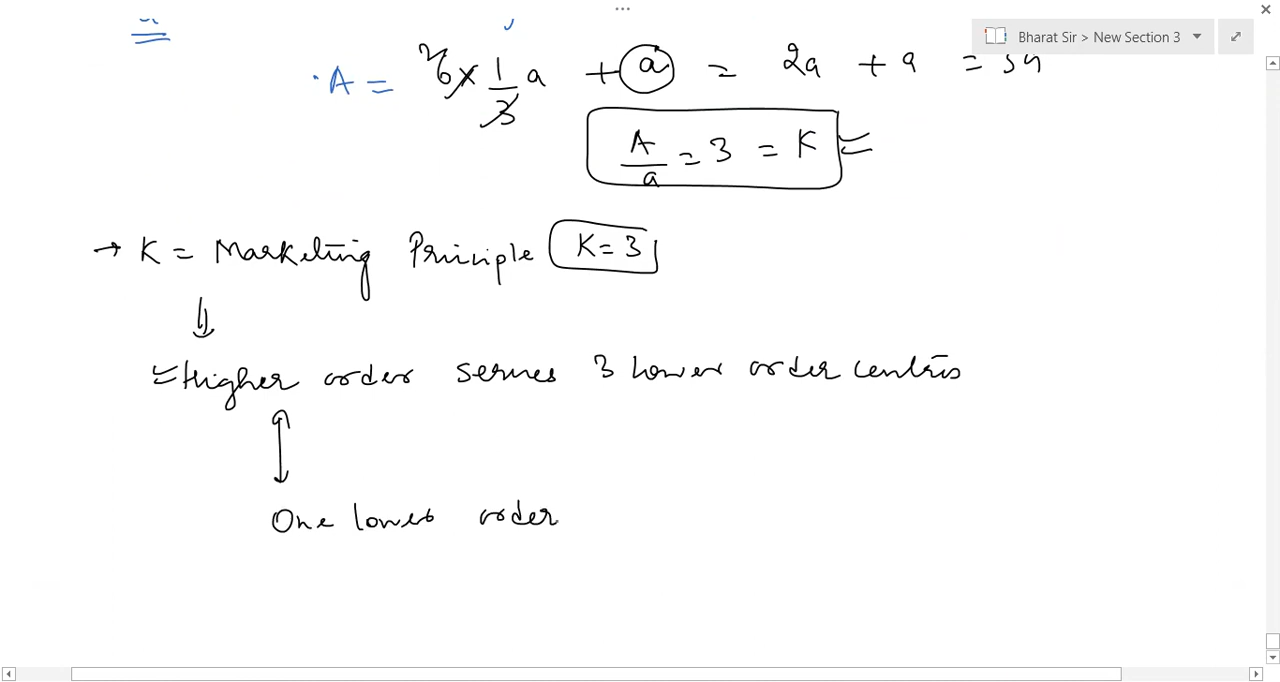 Bharat Sir > New Section 3
. A = 2 6 × 1/3 a + a = 2a + a = 3a
A/a = 3 = K
→ K = Marketing Principle K = 3
Higher order serves 3 lower order centres
One lower order